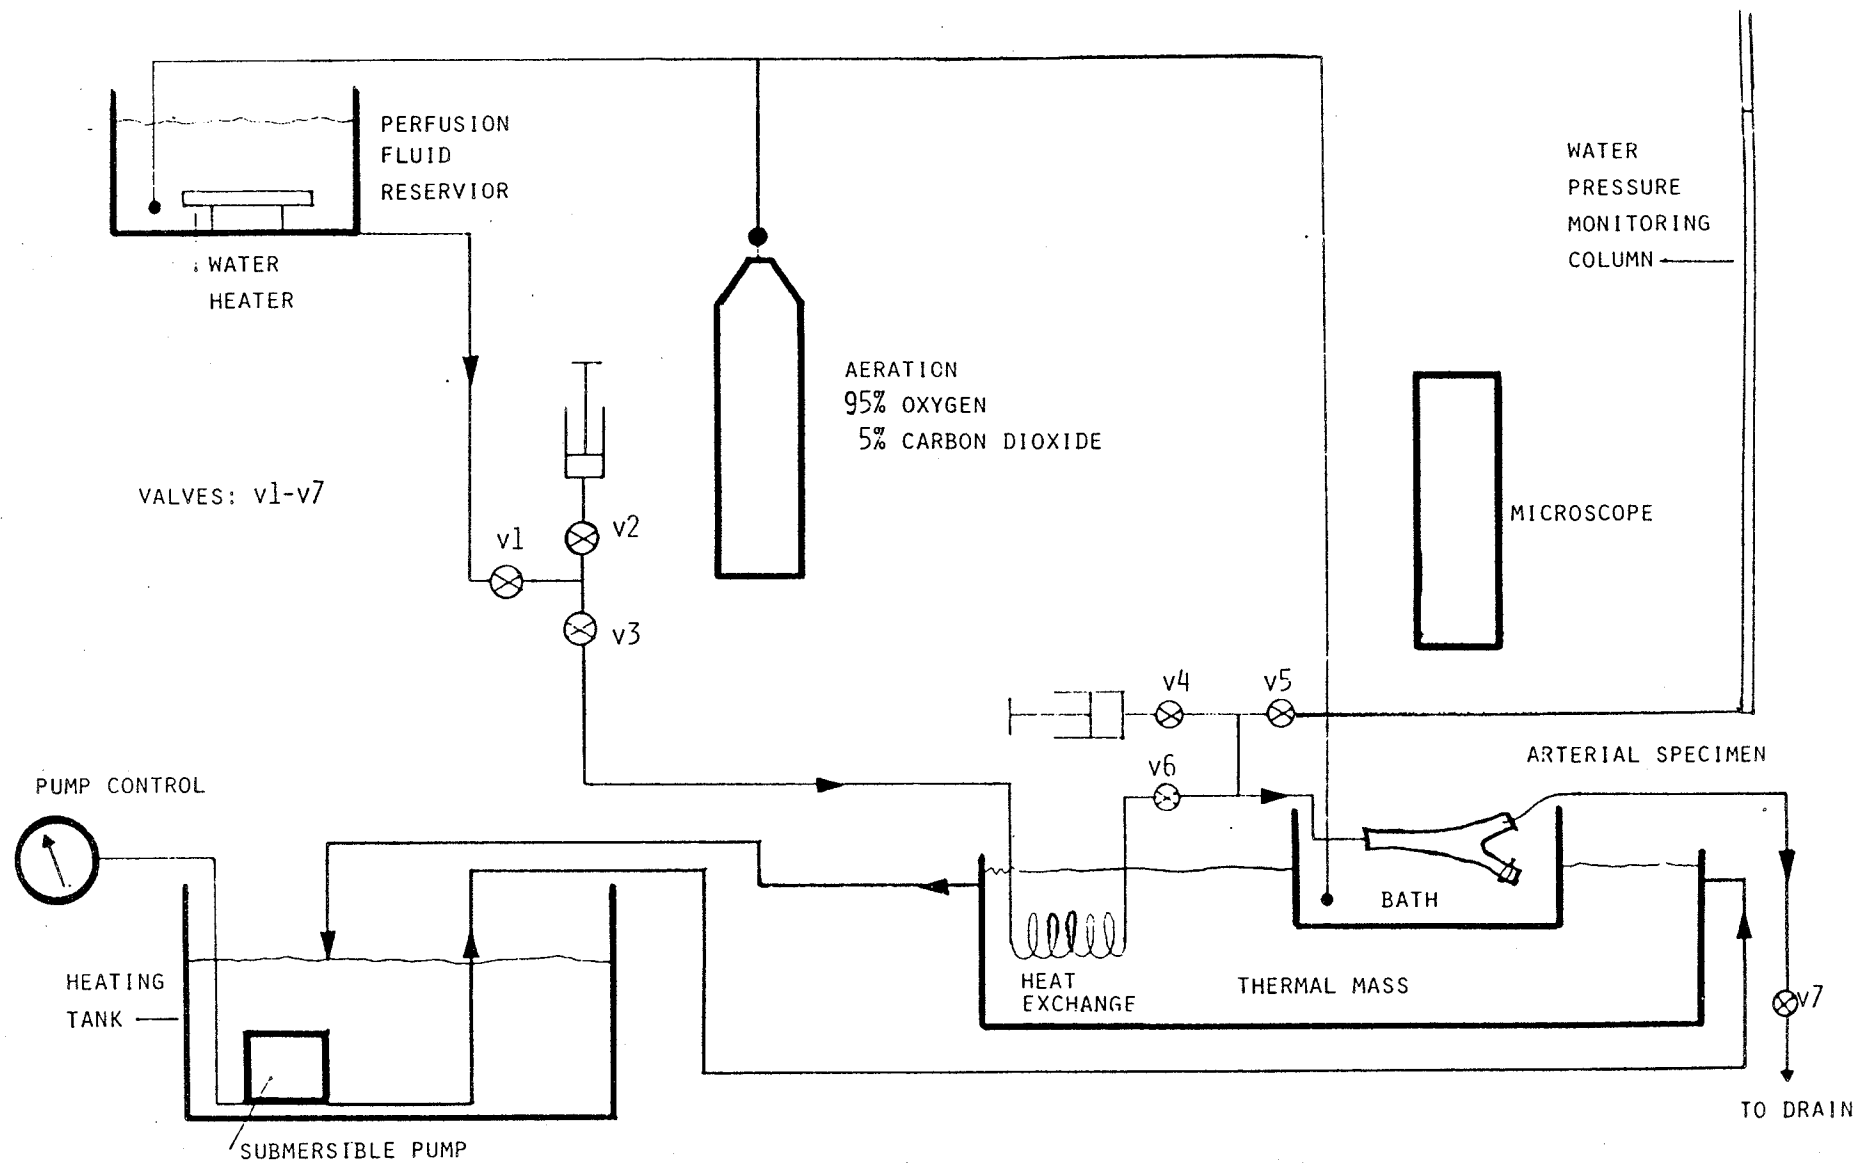 PERFUSION
FLUID
RESERVIOR
WATER
HEATER
WATER
PRESSURE
MONITORING
COLUMN
AERATION
95% OXYGEN
5% CARBON DIOXIDE
VALVES: v1-v7
MICROSCOPE
v1
v2
v3
v4
v5
v6
ARTERIAL SPECIMEN
PUMP CONTROL
BATH
HEATING
TANK
HEAT
EXCHANGE
THERMAL MASS
v7
TO DRAIN
SUBMERSIBLE PUMP